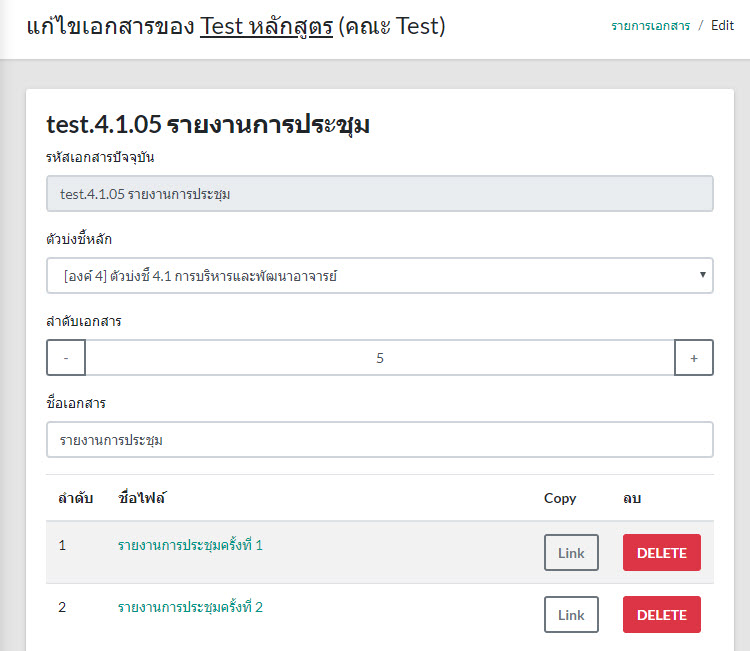 แก้ไขเอกสารของ Test หลักสูตร (คณะ Test)
รายการเอกสาร / Edit
test.4.1.05 รายงานการประชุม
รหัสเอกสารปัจจุบัน
test.4.1.05 รายงานการประชุม
ตัวบ่งชี้หลัก
[องค์ 4] ตัวบ่งชี้ 4.1 การบริหารและพัฒนาอาจารย์
ลำดับเอกสาร
- 5 +
ชื่อเอกสาร
รายงานการประชุม
ลำดับ ชื่อไฟล์ Copy ลบ
1 รายงานการประชุมครั้งที่ 1 Link DELETE
2 รายงานการประชุมครั้งที่ 2 Link DELETE